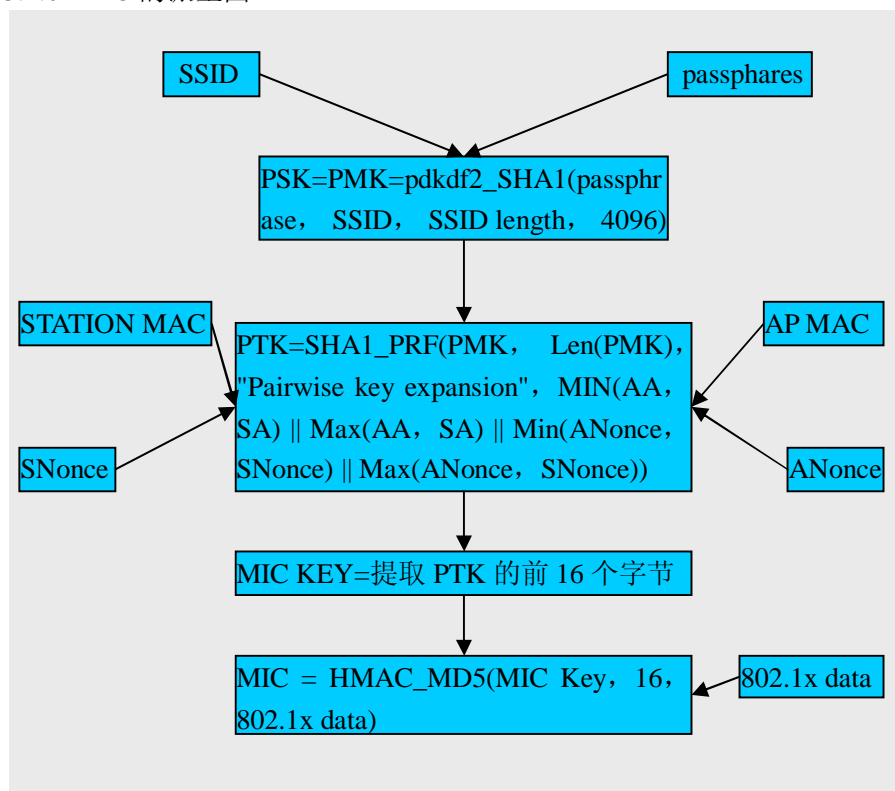 SSID
passphares
PSK=PMK=pdkdf2_SHA1(passphr
ase， SSID， SSID length， 4096)
STATION MAC
AP MAC
PTK=SHA1_PRF(PMK， Len(PMK)，
"Pairwise key expansion"，MIN(AA，
SA) || Max(AA，SA) || Min(ANonce，
SNonce) || Max(ANonce，SNonce))
SNonce
ANonce
MIC KEY=提取 PTK 的前 16 个字节
MIC = HMAC_MD5(MIC Key，16，
802.1x data)
802.1x data